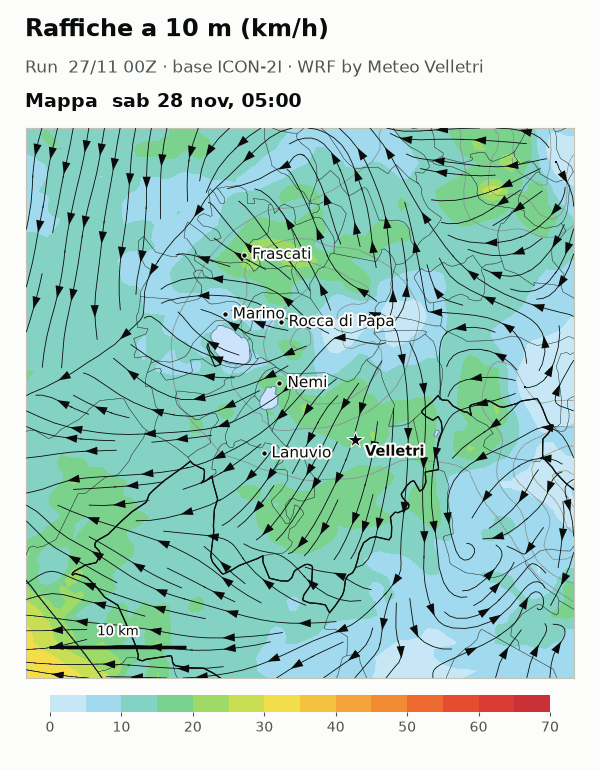 Raffiche a 10 m (km/h)
Run  27/11 00Z · base ICON-2I · WRF by Meteo Velletri
Mappa  sab 28 nov, 05:00
Frascati
Marino
Rocca di Papa
Nemi
Velletri
Lanuvio
10 km
0 10 20 30 40 50 60 70